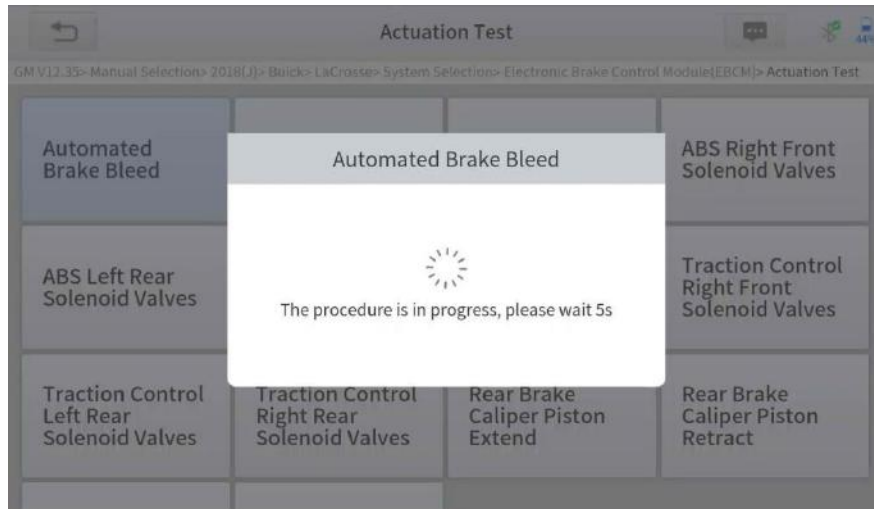 Actuation Test
44%
GM V12.35> Manual Selection> 2018(J)> Buick> LaCrosse> System Selection> Electronic Brake Control Module(EBCM)> Actuation Test
Automated
Brake Bleed
Automated Brake Bleed
The procedure is in progress, please wait 5s
ABS Right Front
Solenoid Valves
ABS Left Rear
Solenoid Valves
Traction Control
Right Front
Solenoid Valves
Traction Control
Left Rear
Solenoid Valves
Traction Control
Right Rear
Solenoid Valves
Rear Brake
Caliper Piston
Extend
Rear Brake
Caliper Piston
Retract